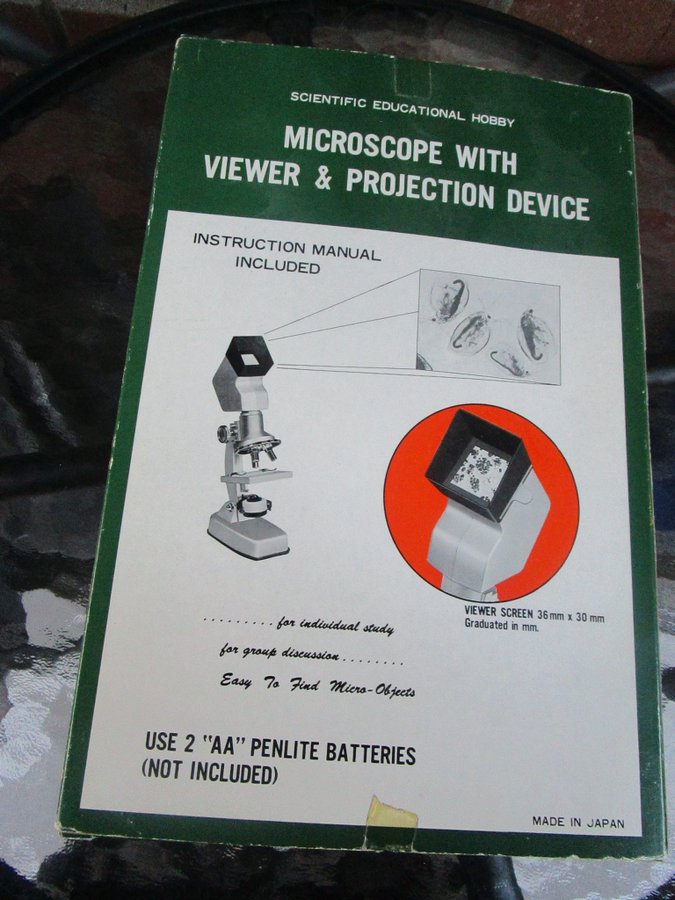 SCIENTIFIC EDUCATIONAL HOBBY
MICROSCOPE WITH
VIEWER & PROJECTION DEVICE
INSTRUCTION MANUAL
INCLUDED
VIEWER SCREEN 36mm x 30mm
Graduated in mm.
. . . . . . . . . for individual study
for group discussion . . . . . . . .
Easy To Find Micro-Objects
USE 2 "AA" PENLITE BATTERIES
(NOT INCLUDED)
MADE IN JAPAN